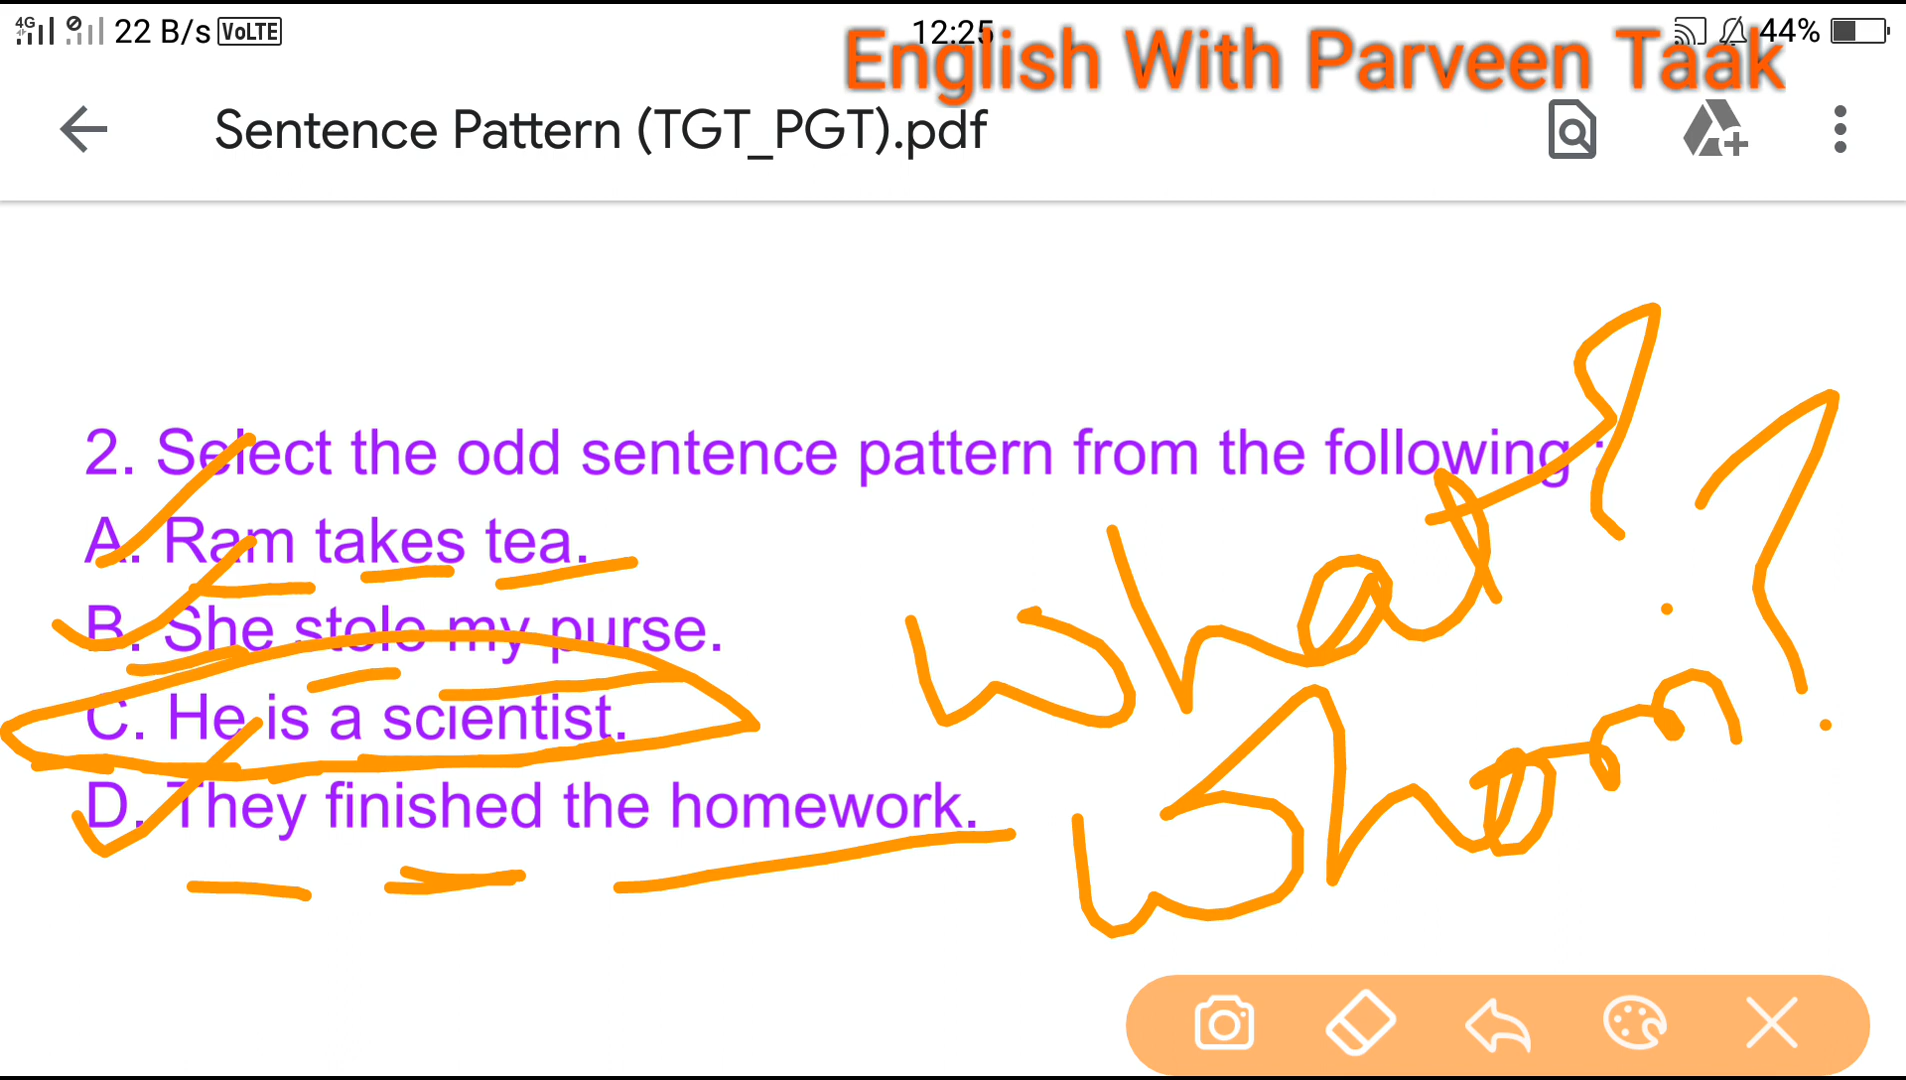 4G 22 B/s VoLTE 12:25 44%
English With Parveen Taak
Sentence Pattern (TGT_PGT).pdf
2. Select the odd sentence pattern from the following :
A. Ram takes tea.
B. She stole my purse.
C. He is a scientist.
D. They finished the homework.
What?
Whom?